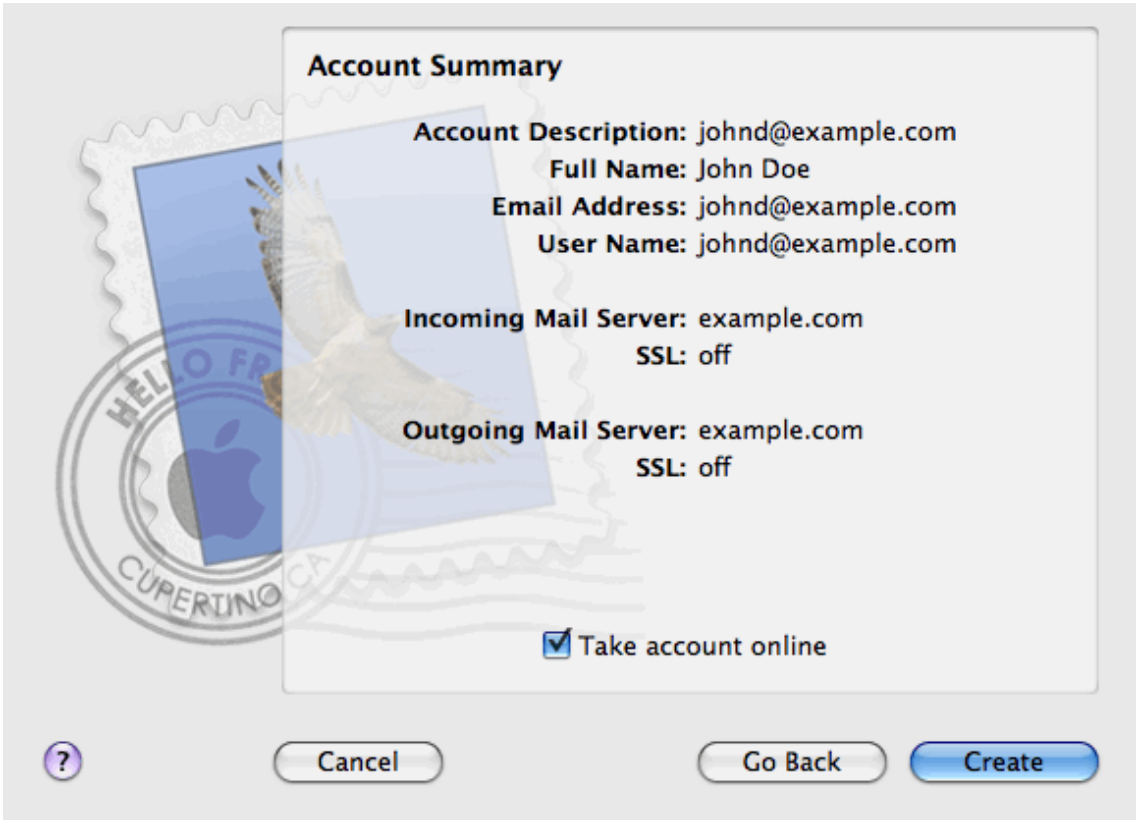 Account Summary
Account Description: johnd@example.com
Full Name: John Doe
Email Address: johnd@example.com
User Name: johnd@example.com
Incoming Mail Server: example.com
SSL: off
Outgoing Mail Server: example.com
SSL: off
HELLO FR
CUPERTINO CA
Take account online
?
Cancel
Go Back
Create